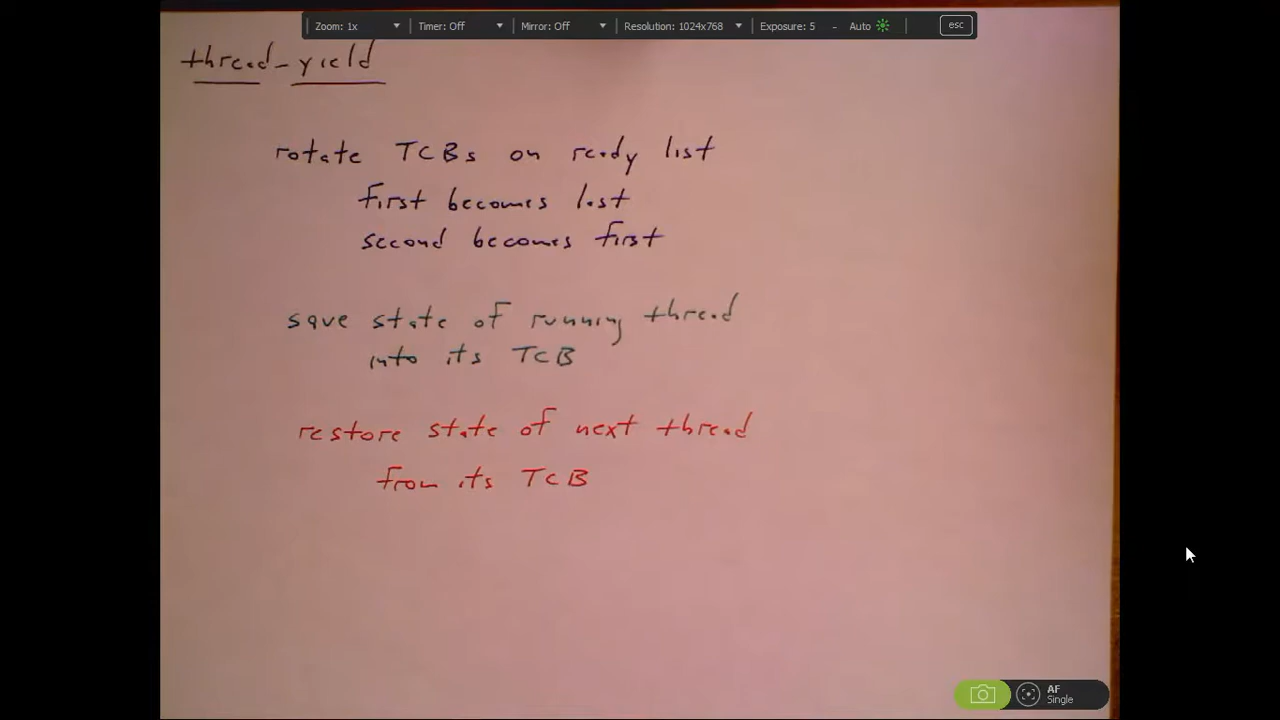 Zoom: 1x Timer: Off Mirror: Off Resolution: 1024x768 Exposure: 5 - Auto esc
thread-yield
rotate TCBs on ready list
first becomes last
second becomes first
save state of running thread
into its TCB
restore state of next thread
from its TCB
AF
Single